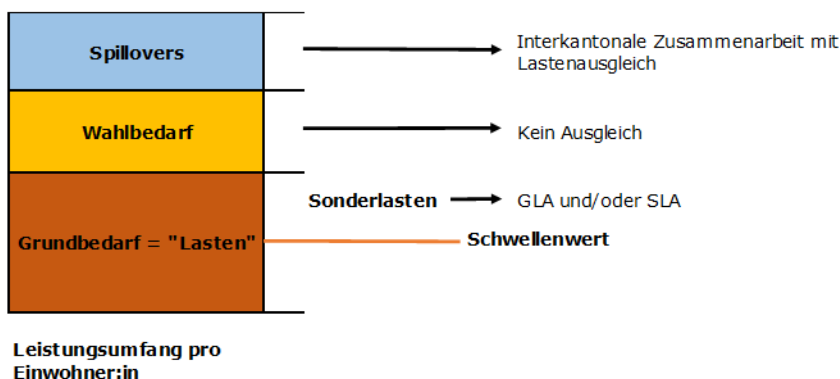 Spillovers
Interkantonale Zusammenarbeit mit
Lastenausgleich
Wahlbedarf
Kein Ausgleich
Sonderlasten
GLA und/oder SLA
Grundbedarf = "Lasten"
Schwellenwert
Leistungsumfang pro
Einwohner:in